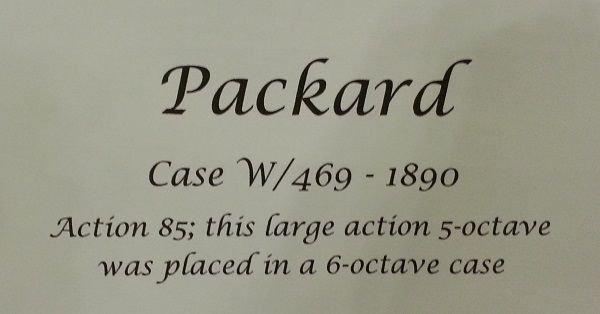 Packard
Case W/469 - 1890
Action 85; this large action 5-octave
was placed in a 6-octave case